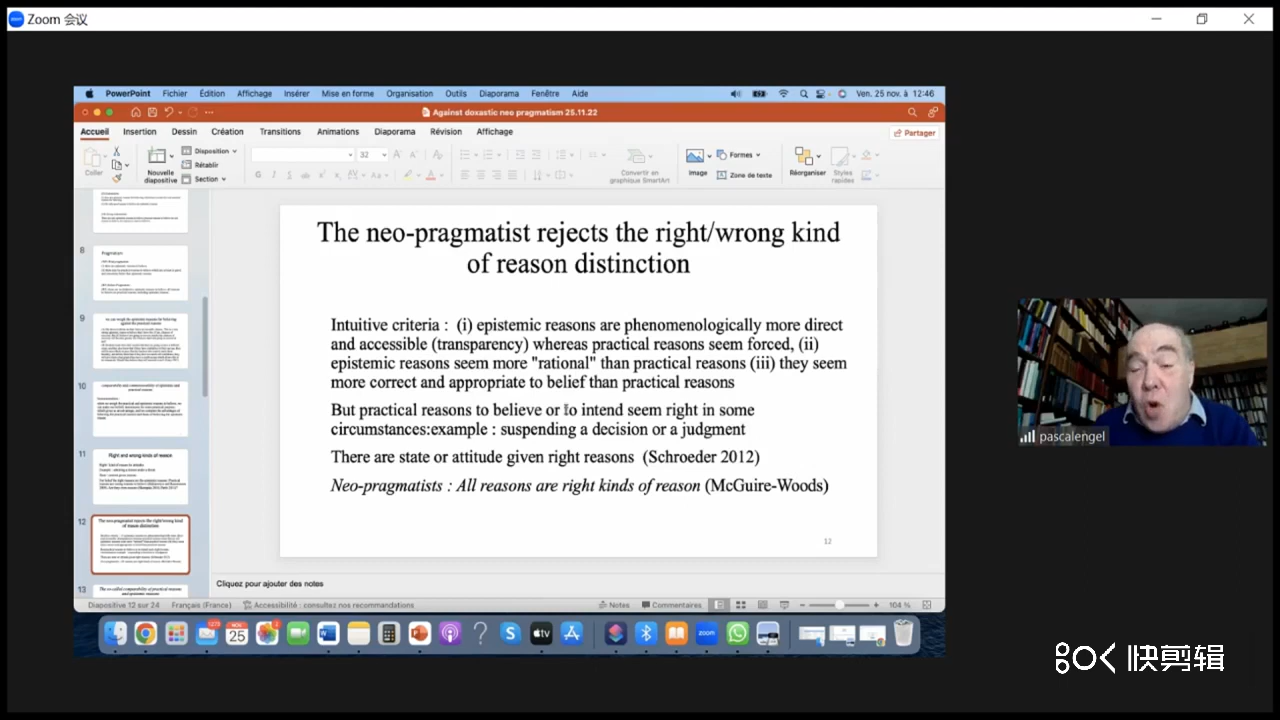 Zoom 会议
PowerPoint Fichier Édition Affichage Insérer Mise en forme Organisation Outils Diaporama Fenêtre Aide
Ven. 25 nov. à 12:46
Against doxastic neo pragmatism 25.11.22
Accueil Insertion Dessin Création Transitions Animations Diaporama Révision Affichage
Partager
Coller
Nouvelle
diapositive
Disposition
Rétablir
Section
32
Convertir en
graphique SmartArt
Image
Formes
Zone de texte
Réorganiser
Styles
rapides
8
Pragmatism
9
10
11
Right and wrong kinds of reason
12
The neo-pragmatist rejects the right/wrong kind
of reason distinction
13
The neo-pragmatist rejects the right/wrong kind
of reason distinction
Intuitive criteria : (i) epistemic reasons are phenomenologically more direct
and accessible (transparency) wereas practical reasons seem forced, (ii)
epistemic reasons seem more "rational" than practical reasons (iii) they seem
more correct and appropriate to belief than practical reasons
But practical reasons to believe or to intend seem right in some
circumstances:example : suspending a decision or a judgment
There are state or attitude given right reasons (Schroeder 2012)
Neo-pragmatists : All reasons are right kinds of reason (McGuire-Woods)
12
pascalengel
Cliquez pour ajouter des notes
Diapositive 12 sur 24 Français (France) Accessibilité : consultez nos recommandations
Notes Commentaires 104 %
NOV.
25
tv
zoom
快剪辑